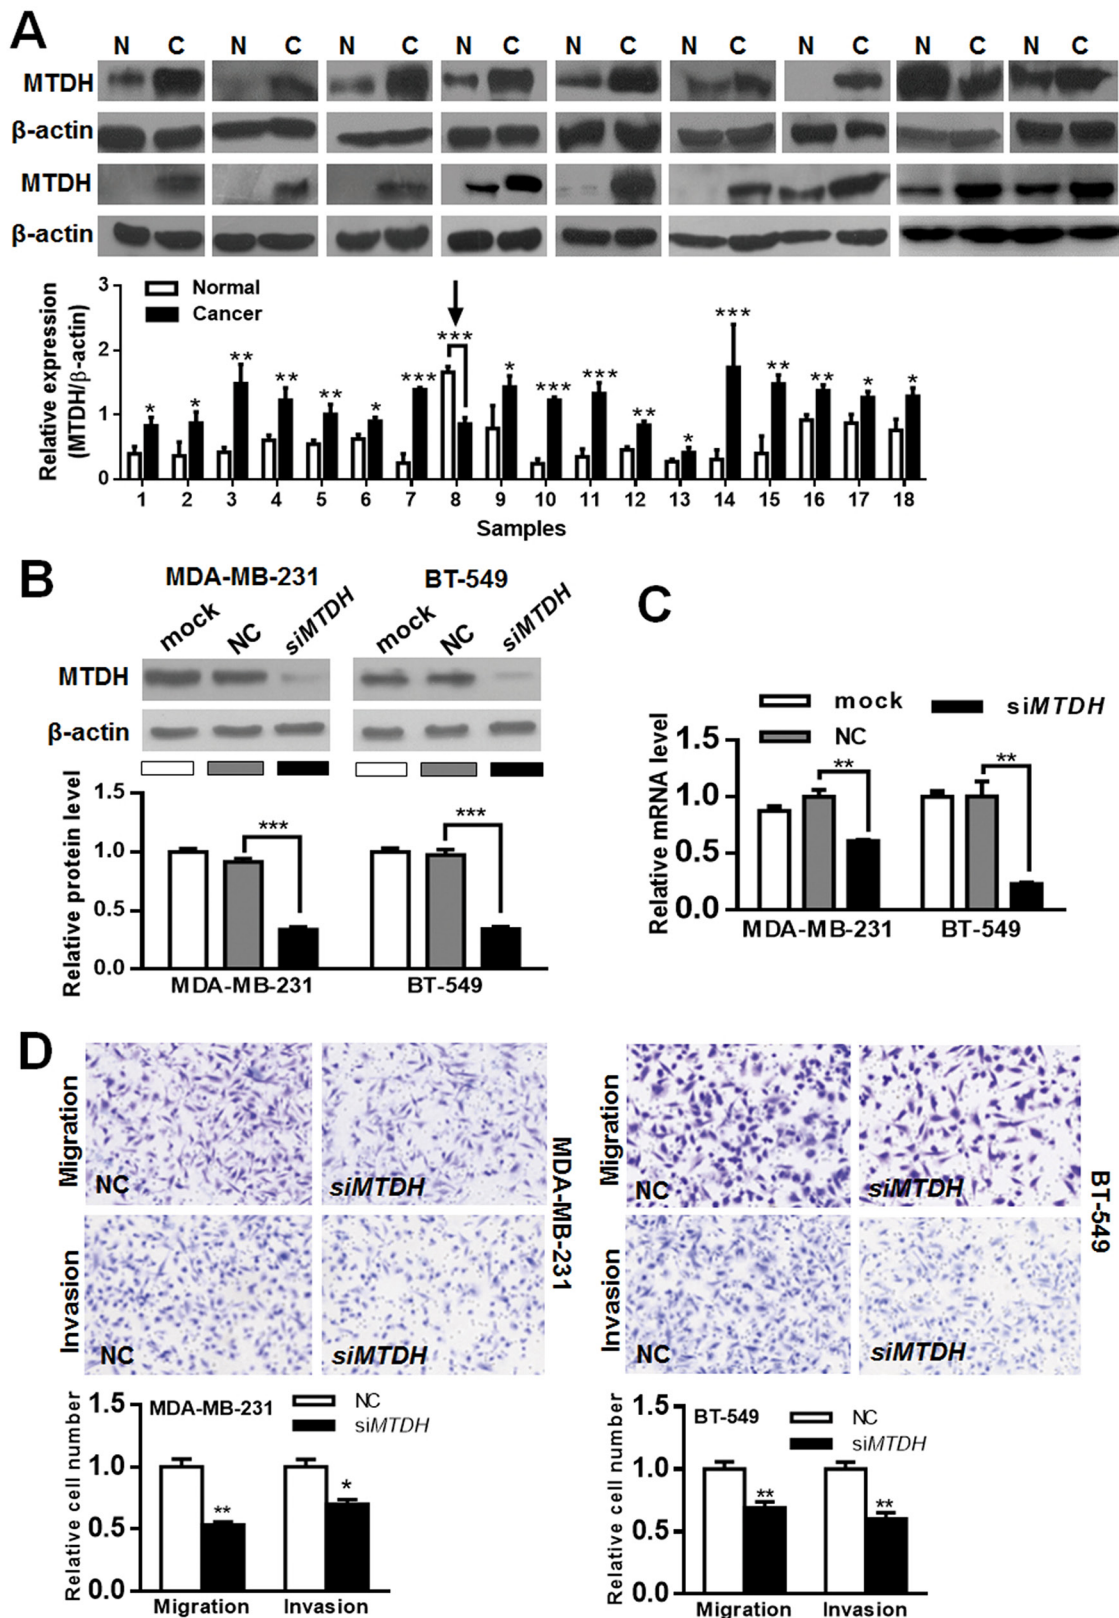 A
N C N C N C N C N C N C N C N C N C
MTDH
β-actin
MTDH
β-actin
Relative expression
(MTDH/β-actin)
3
2
1
0
Normal
Cancer
* * ** ** ** * *** *** * *** *** ** * *** ** ** * *
1 2 3 4 5 6 7 8 9 10 11 12 13 14 15 16 17 18
Samples
B
MDA-MB-231 BT-549
mock NC siMTDH mock NC siMTDH
MTDH
β-actin
Relative protein level
1.5
1.0
0.5
0.0
*** ***
MDA-MB-231 BT-549
C
mock siMTDH
NC
Relative mRNA level
1.5
1.0
0.5
0.0
** **
MDA-MB-231 BT-549
D
Migration
NC siMTDH
Invasion
NC siMTDH
MDA-MB-231
Migration
NC siMTDH
Invasion
NC siMTDH
BT-549
Relative cell number
1.5
1.0
0.5
0.0
MDA-MB-231
NC
siMTDH
** *
Migration Invasion
Relative cell number
1.5
1.0
0.5
0.0
BT-549
NC
siMTDH
** **
Migration Invasion